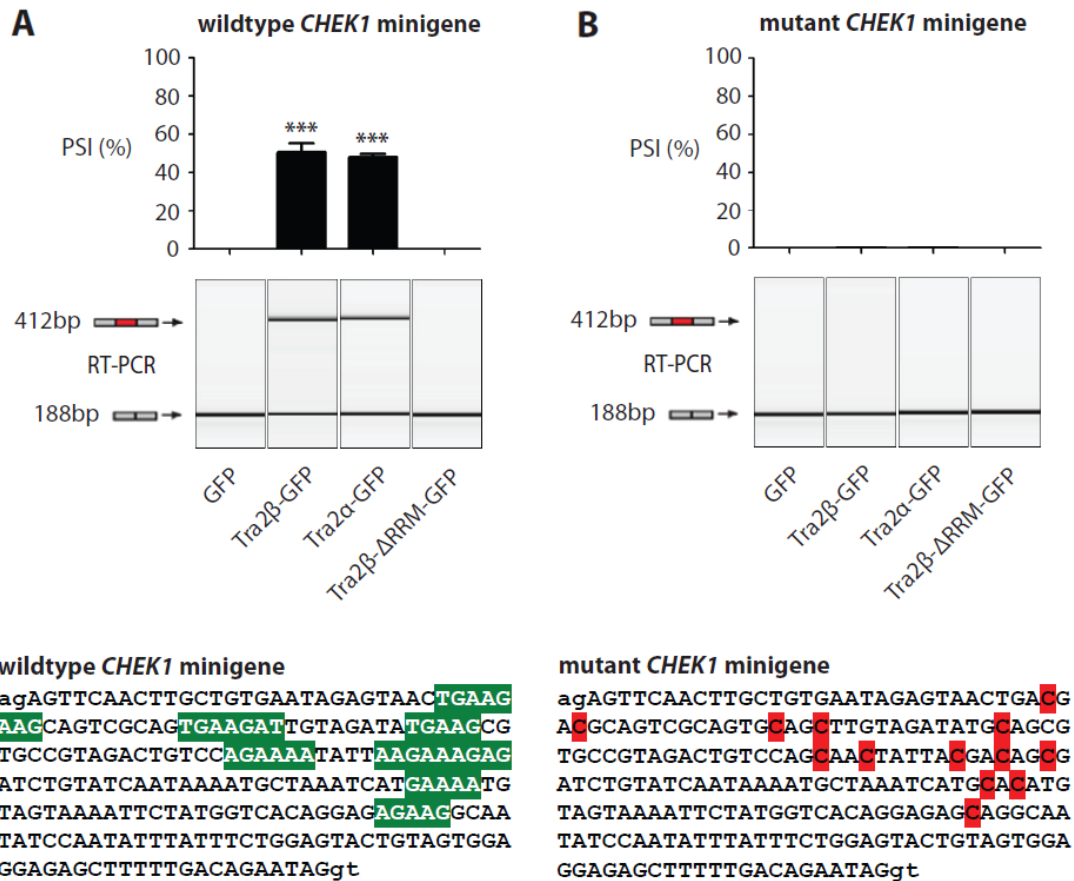 A
wildtype CHEK1 minigene
100
80
60
40
20
0
PSI (%)
***
***
412bp
RT-PCR
188bp
GFP
Tra2β-GFP
Tra2α-GFP
Tra2β-ΔRRM-GFP
B
mutant CHEK1 minigene
100
80
60
40
20
0
PSI (%)
412bp
RT-PCR
188bp
GFP
Tra2β-GFP
Tra2α-GFP
Tra2β-ΔRRM-GFP
wildtype CHEK1 minigene
agAGTTCAACTTGCTGTGAATAGAGTAACTGAAG
AAGCAGTCGCAGTGAAGATTGTAGATATGAAGCG
TGCCGTAGACTGTCCAGAAAATATTAAGAAAGAG
ATCTGTATCAATAAAATGCTAAATCATGAAAATG
TAGTAAAATTCTATGGTCACAGGAGAGAAGGCAA
TATCCAATATTTATTTCTGGAGTACTGTAGTGGA
GGAGAGCTTTTTGACAGAATAGgt
mutant CHEK1 minigene
agAGTTCAACTTGCTGTGAATAGAGTAACTGACG
ACGCAGTCGCAGTGCAGCTTGTAGATATGCAGCG
TGCCGTAGACTGTCCAGCAACTATTACGACAGCG
ATCTGTATCAATAAAATGCTAAATCATGCACATG
TAGTAAAATTCTATGGTCACAGGAGAGCAGGCAA
TATCCAATATTTATTTCTGGAGTACTGTAGTGGA
GGAGAGCTTTTTGACAGAATAGgt